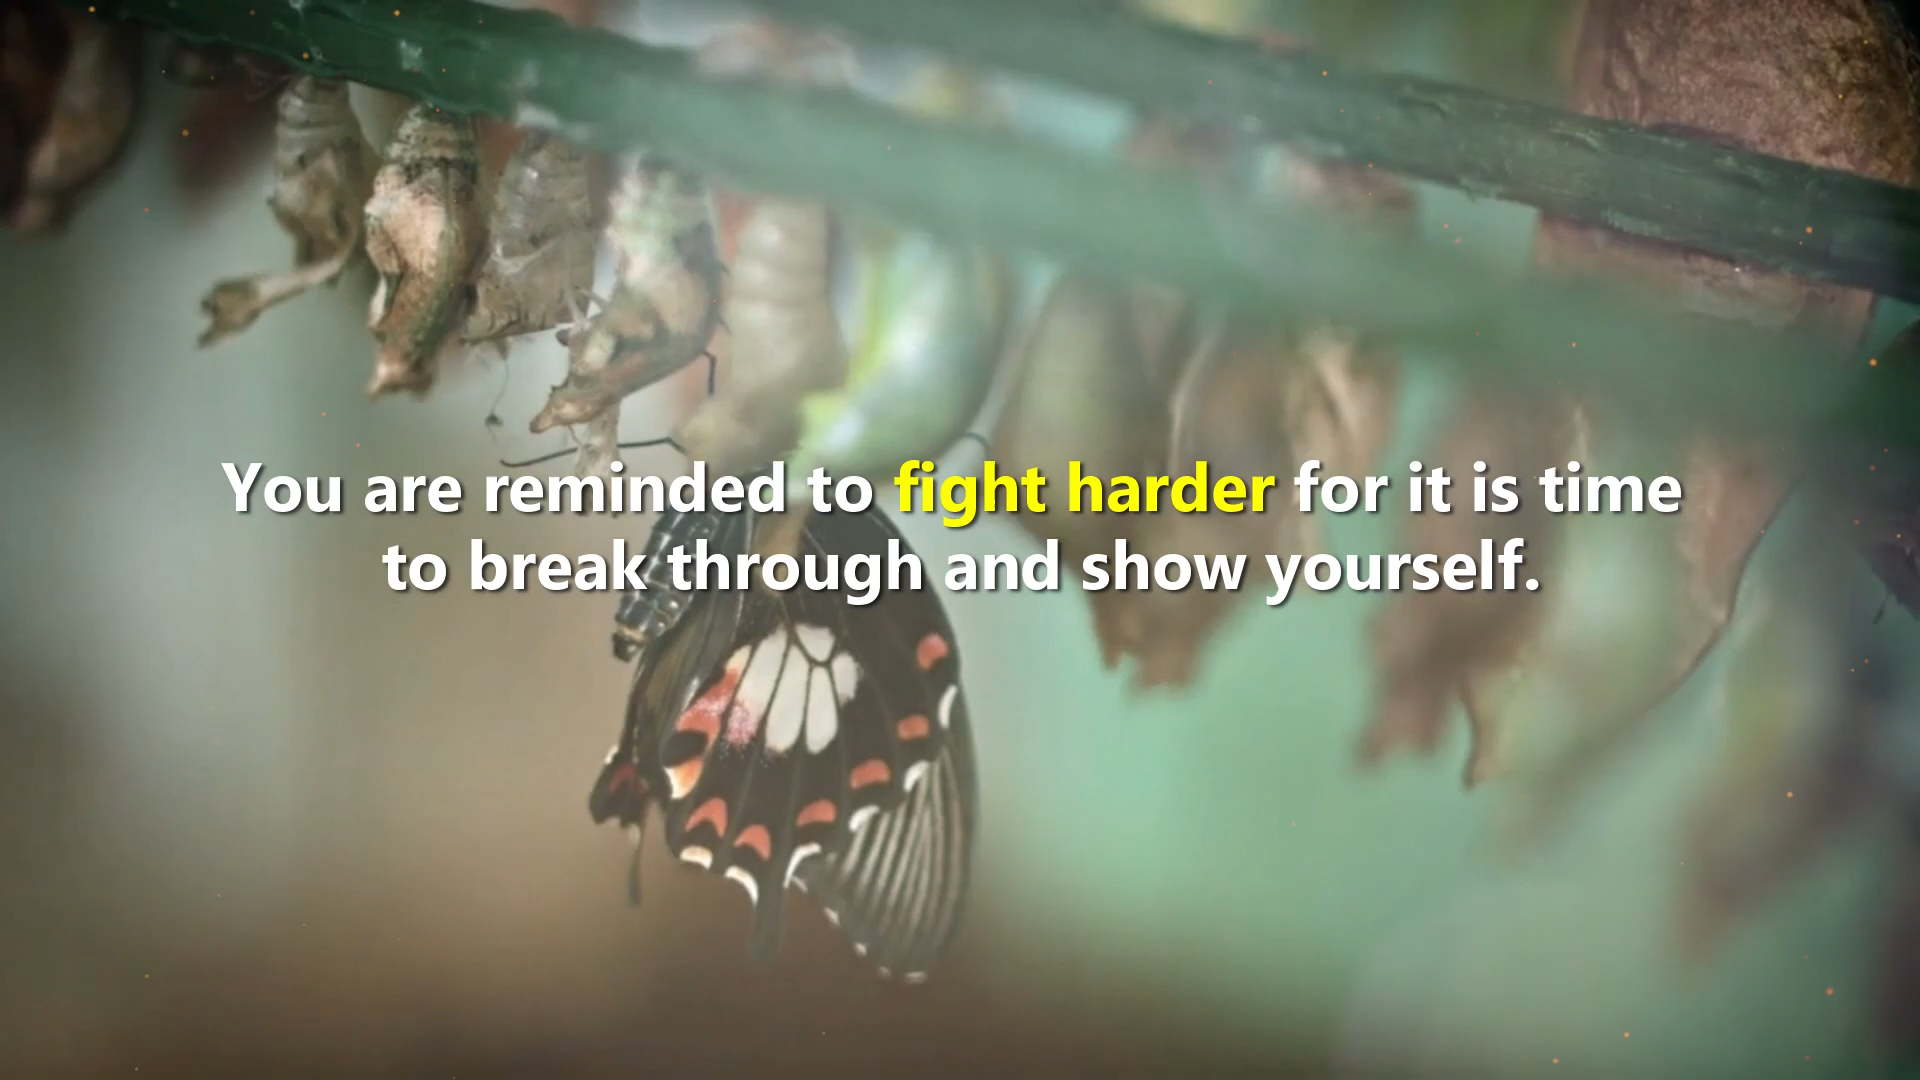 You are reminded to fight harder for it is time
to break through and show yourself.